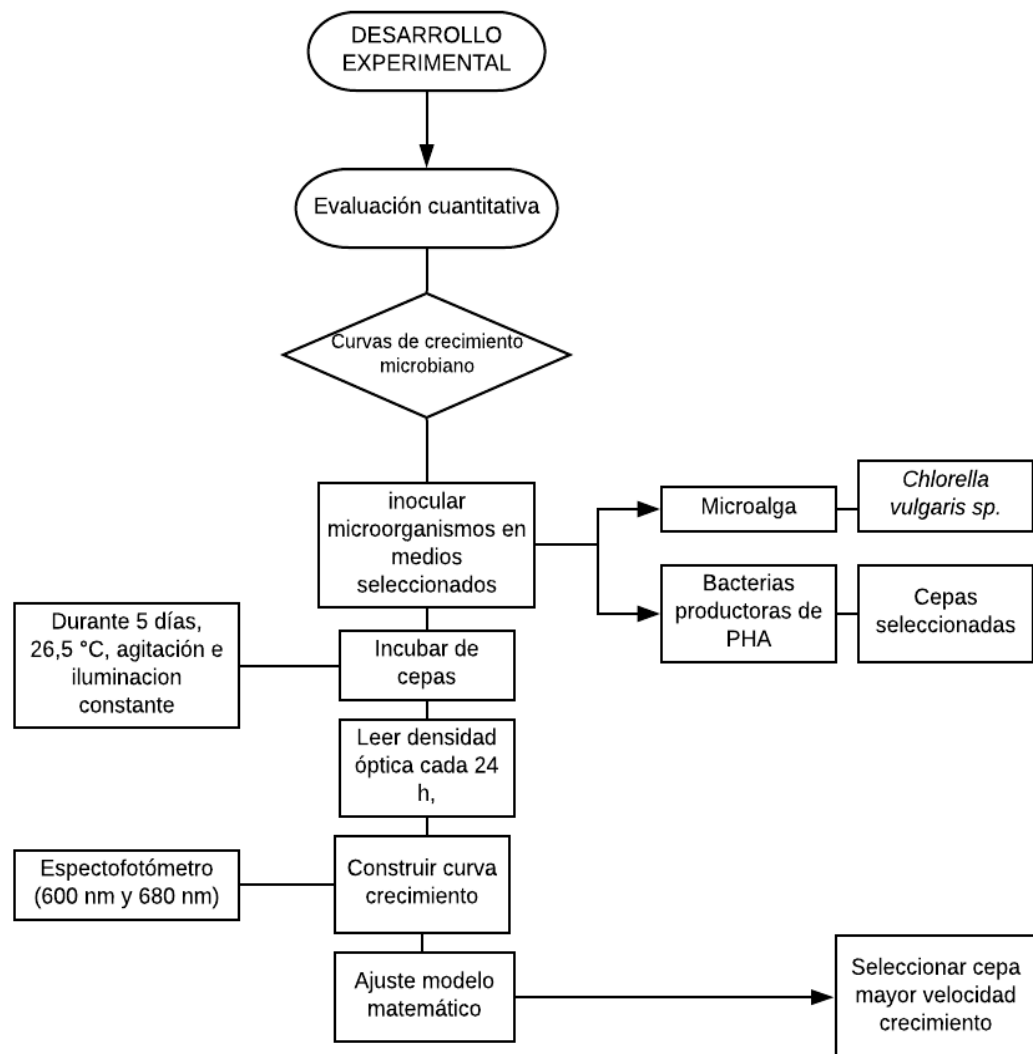 DESARROLLO
EXPERIMENTAL
Evaluación cuantitativa
Curvas de crecimiento
microbiano
inocular
microorganismos en
medios
seleccionados
Microalga
Chlorella
vulgaris sp.
Bacterias
productoras de
PHA
Cepas
seleccionadas
Durante 5 días,
26,5 °C, agitación e
iluminacion
constante
Incubar de
cepas
Leer densidad
óptica cada 24
h,
Espectofotómetro
(600 nm y 680 nm)
Construir curva
crecimiento
Ajuste modelo
matemático
Seleccionar cepa
mayor velocidad
crecimiento